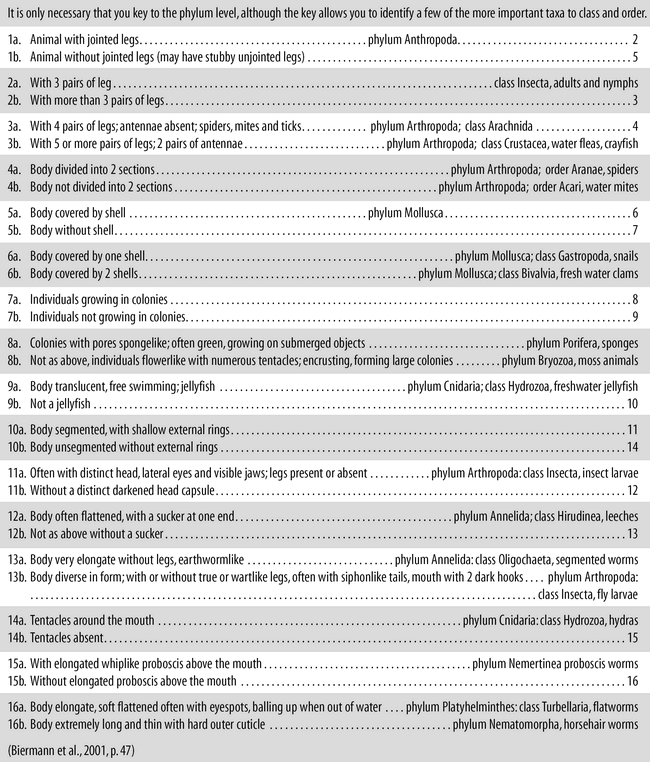 It is only necessary that you key to the phylum level, although the key allows you to identify a few of the more important taxa to class and order.
1a. Animal with jointed legs........................................phylum Anthropoda....................................... 2
1b. Animal without jointed legs (may have stubby unjointed legs) ........................................................... 5
2a. With 3 pairs of leg.....................................................................class Insecta, adults and nymphs
2b. With more than 3 pairs of legs.......................................................................................... 3
3a. With 4 pairs of legs; antennae absent; spiders, mites and ticks............ phylum Arthropoda; class Arachnida .................4
3b. With 5 or more pairs of legs; 2 pairs of antennae.........................phylum Arthropoda; class Crustacea, water fleas, crayfish
4a. Body divided into 2 sections................................................phylum Arthropoda; order Aranae, spiders
4b. Body not divided into 2 sections..............................................phylum Arthropoda; order Acari, water mites
5a. Body covered by shell ...........................................phylum Mollusca.......................................... 6
5b. Body without shell..................................................................................................... 7
6a. Body covered by one shell....................................................phylum Mollusca; class Gastropoda, snails
6b. Body covered by 2 shells................................................phylum Mollusca; class Bivalvia, fresh water clams
7a. Individuals growing in colonies ........................................................................................ 8
7b. Individuals not growing in colonies..................................................................................... 9
8a. Colonies with pores spongelike; often green, growing on submerged objects ........................... phylum Porifera, sponges
8b. Not as above, individuals flowerlike with numerous tentacles; encrusting, forming large colonies ......... phylum Bryozoa, moss animals
9a. Body translucent, free swimming; jellyfish ................................phylum Cnidaria; class Hydrozoa, freshwater jellyfish
9b. Not a jellyfish ...................................................................................................... 10
10a. Body segmented, with shallow external rings........................................................................... 11
10b. Body unsegmented without external rings .............................................................................. 14
11a. Often with distinct head, lateral eyes and visible jaws; legs present or absent ............ phylum Arthropoda: class Insecta, insect larvae
11b. Without a distinct darkened head capsule.............................................................................. 12
12a. Body often flattened, with a sucker at one end.....................................phylum Annelida; class Hirudinea, leeches
12b. Not as above without a sucker......................................................................................... 13
13a. Body very elongate without legs, earthwormlike ..........................phylum Annelida: class Oligochaeta, segmented worms
13b. Body diverse in form; with or without true or wartlike legs, often with siphonlike tails, mouth with 2 dark hooks.... phylum Arthropoda:
..................................................................................................class Insecta, fly larvae
14a. Tentacles around the mouth ....................................................phylum Cnidaria: class Hydrozoa, hydras
14b. Tentacles absent...................................................................................................... 15
15a. With elongated whiplike proboscis above the mouth.....................................phylum Nemertinea proboscis worms
15b. Without elongated proboscis above the mouth .......................................................................... 16
16a. Body elongate, soft flattened often with eyespots, balling up when out of water .... phylum Platyhelminthes: class Turbellaria, flatworms
16b. Body extremely long and thin with hard outer cuticle .................................phylum Nematomorpha, horsehair worms
(Biermann et al., 2001, p. 47)